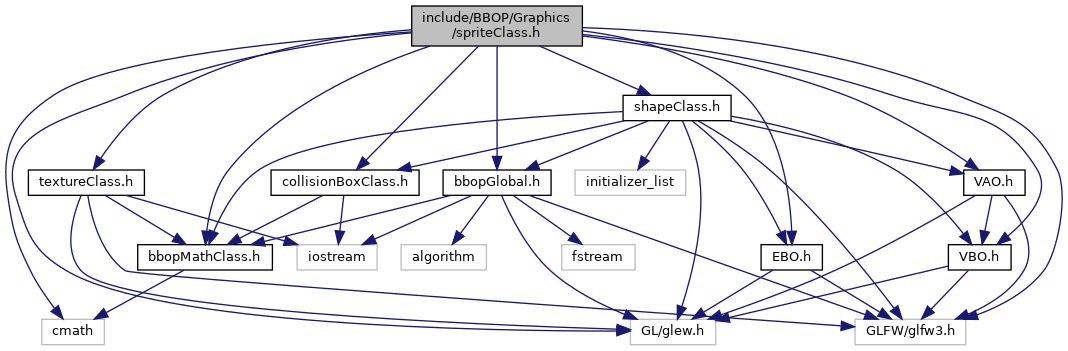 include/BBOP/Graphics
/spriteClass.h
shapeClass.h
textureClass.h
collisionBoxClass.h
bbopGlobal.h
initializer_list
VAO.h
bbopMathClass.h
iostream
algorithm
fstream
EBO.h
VBO.h
cmath
GL/glew.h
GLFW/glfw3.h